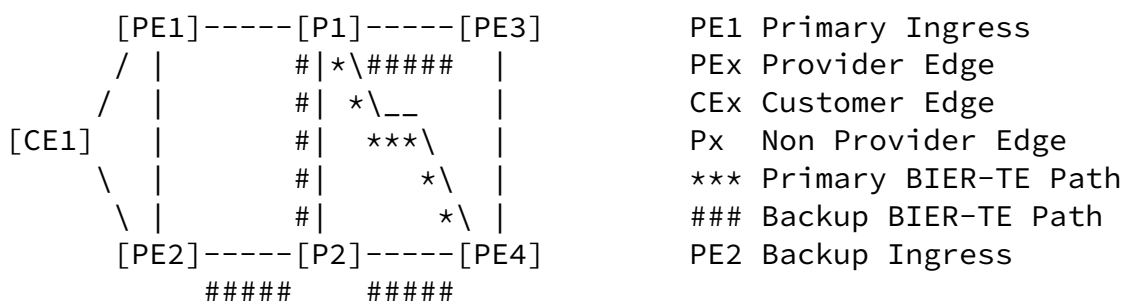 [PE1]-----[P1]-----[PE3] PE1 Primary Ingress
/ | #|*\##### | PEx Provider Edge
/ | #| *\__ | CEx Customer Edge
[CE1] | #| ***\ | Px Non Provider Edge
\ | #| *\ | *** Primary BIER-TE Path
\ | #| *\ | ### Backup BIER-TE Path
[PE2]-----[P2]-----[PE4] PE2 Backup Ingress
##### #####